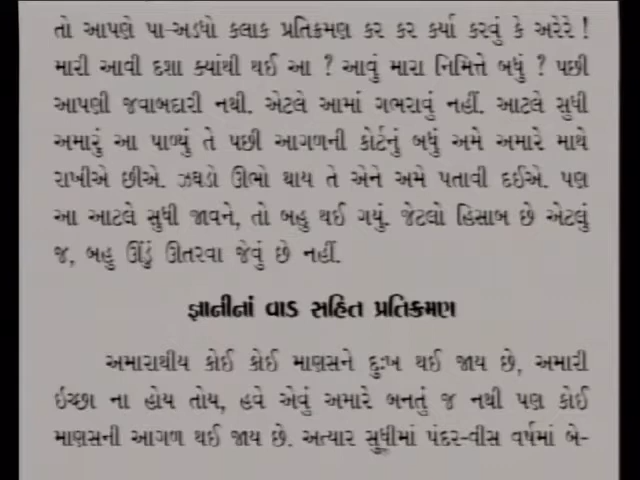 તો આપણે પા-અડધો કલાક પ્રતિક્રમણ કર કર કર્યા કરવું કે અરેરે !
મારી આવી દશા ક્યાંથી થઈ આ ? આવું મારા નિમિત્તે બધું ? પછી
આપણી જવાબદારી નથી. એટલે આમાં ગભરાવું નહીં. આટલે સુધી
અમારું આ પાળ્યું તે પછી આગળની કોર્ટનું બધું અમે અમારે માથે
રાખીએ છીએ. ઝઘડો ઊભો થાય તે એને અમે પતાવી દઈએ. પણ
આ આટલે સુધી જાવને, તો બહુ થઈ ગયું. જેટલો હિસાબ છે એટલું
જ, બહુ ઊંડું ઊતરવા જેવું છે નહીં.
જ્ઞાનીનાં વાડ સહિત પ્રતિક્રમણ
અમારાથીય કોઈ કોઈ માણસને દુઃખ થઈ જાય છે, અમારી
ઇચ્છા ના હોય તોય, હવે એવું અમારે બનતું જ નથી પણ કોઈ
માણસની આગળ થઈ જાય છે. અત્યાર સુધીમાં પંદર-વીસ વર્ષમાં બે-